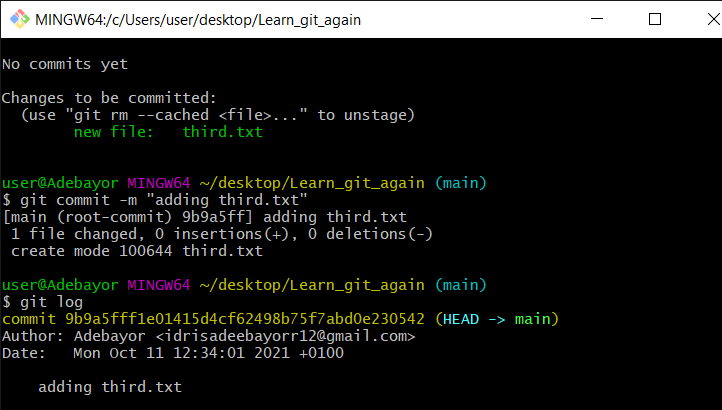 MINGW64:/c/Users/user/desktop/Learn_git_again
No commits yet
Changes to be committed:
  (use "git rm --cached <file>..." to unstage)
        new file:   third.txt
user@Adebayor MINGW64 ~/desktop/Learn_git_again (main)
$ git commit -m "adding third.txt"
[main (root-commit) 9b9a5ff] adding third.txt
 1 file changed, 0 insertions(+), 0 deletions(-)
 create mode 100644 third.txt
user@Adebayor MINGW64 ~/desktop/Learn_git_again (main)
$ git log
commit 9b9a5fff1e01415d4cf62498b75f7abd0e230542 (HEAD -> main)
Author: Adebayor <idrisadeebayorr12@gmail.com>
Date:   Mon Oct 11 12:34:01 2021 +0100
    adding third.txt